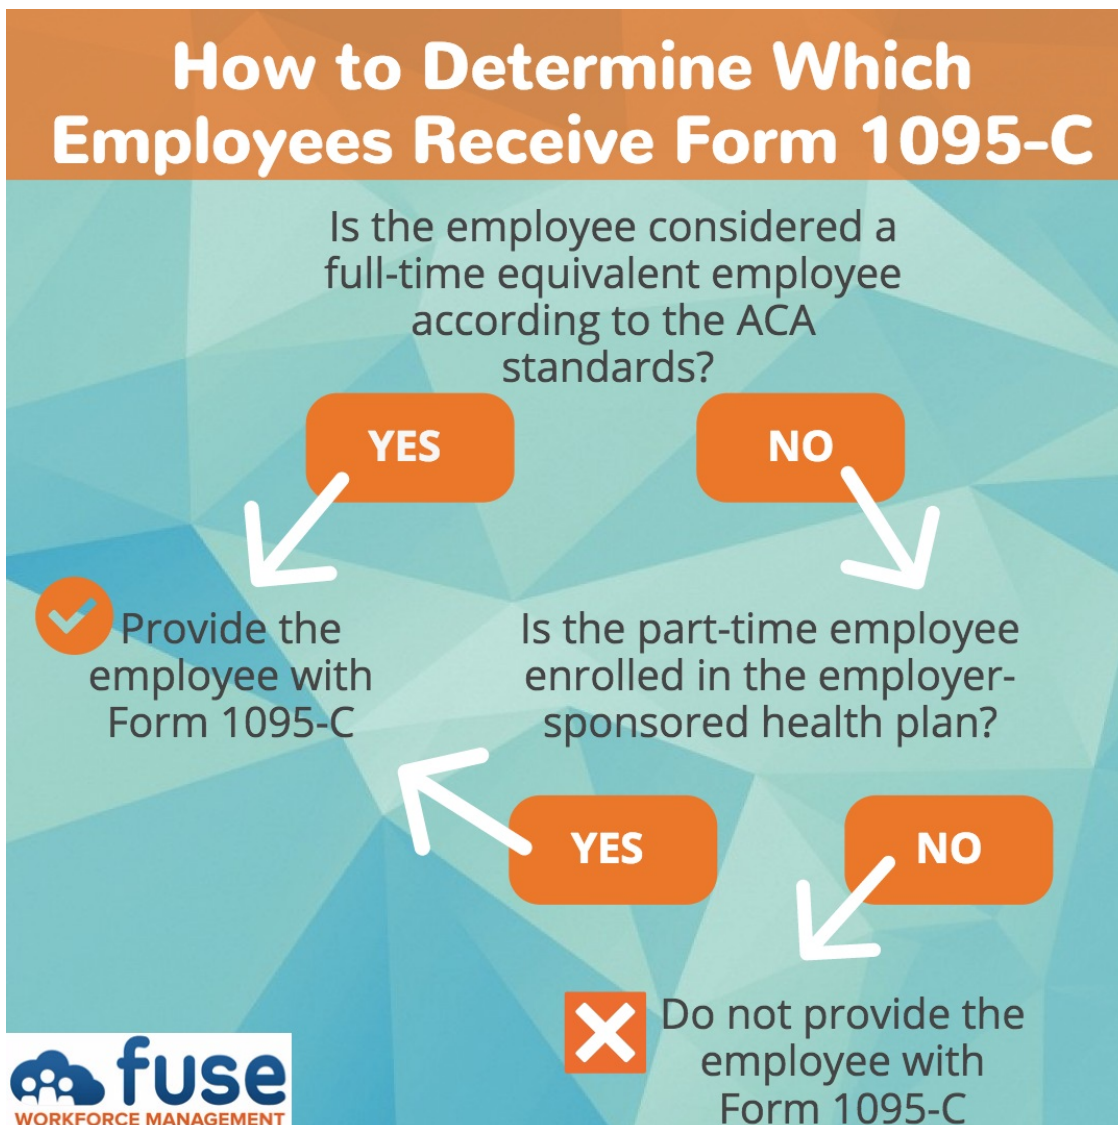 How to Determine Which
Employees Receive Form 1095-C
Is the employee considered a
full-time equivalent employee
according to the ACA
standards?
YES
NO
Provide the
employee with
Form 1095-C
Is the part-time employee
enrolled in the employer-
sponsored health plan?
YES
NO
Do not provide the
employee with
Form 1095-C
fuse
WORKFORCE MANAGEMENT